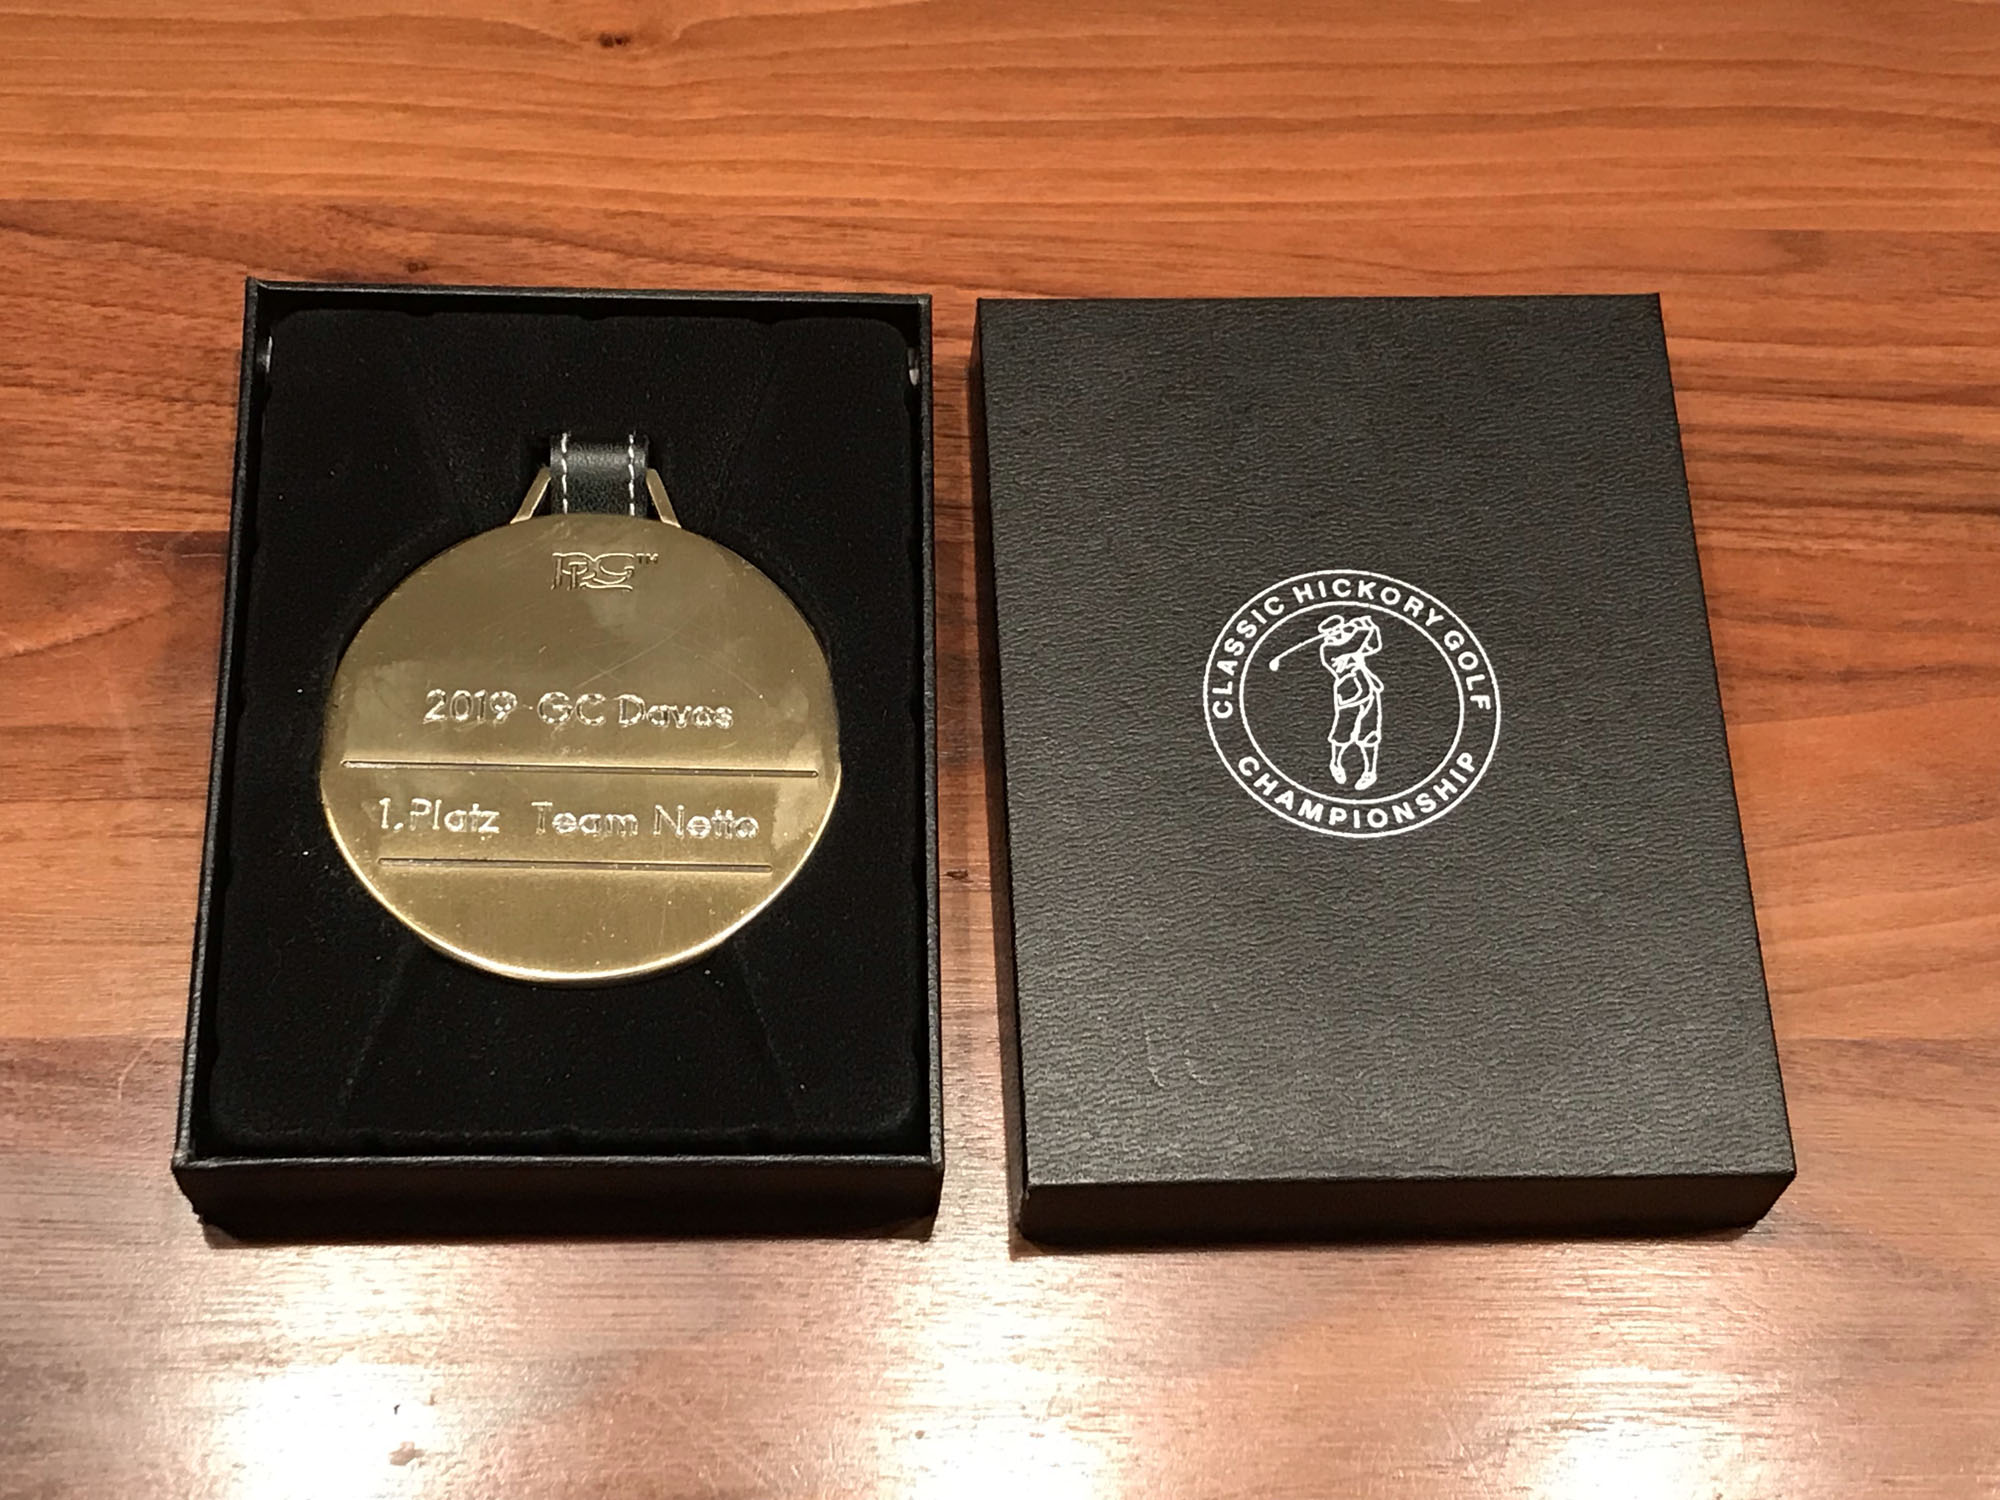 2019 GC Davos
1. Platz Team Netto
CLASSIC HICKORY GOLF
CHAMPIONSHIP